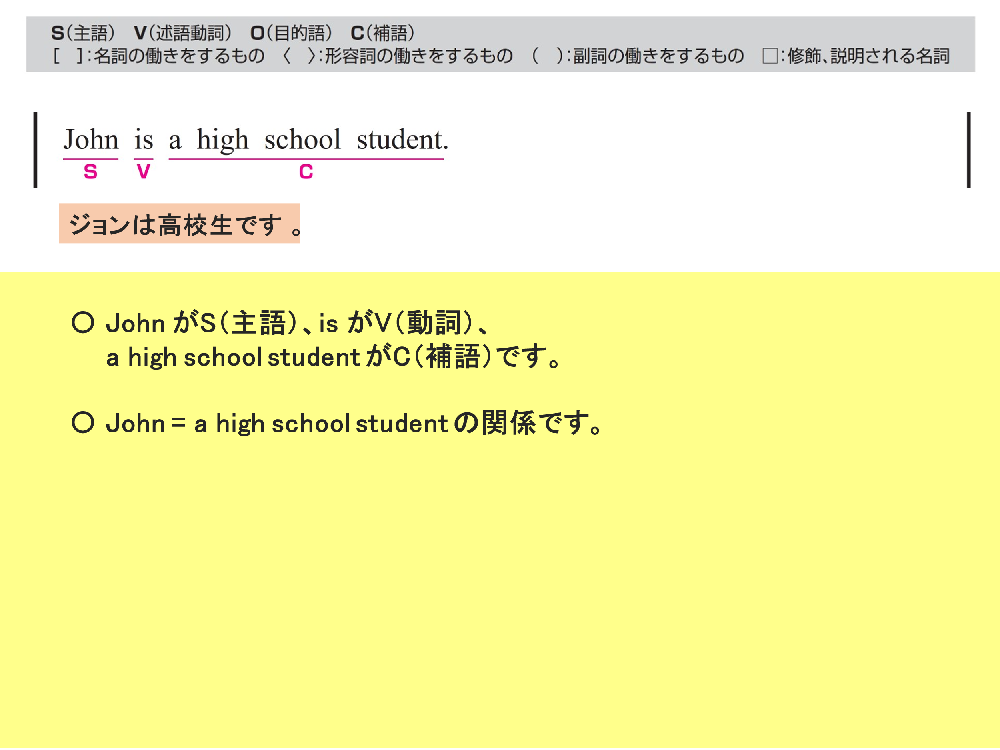 S(主語) V(述語動詞) O(目的語) C(補語)
[ ]:名詞の働きをするもの 〈 〉:形容詞の働きをするもの ( ):副詞の働きをするもの □:修飾、説明される名詞
John is a high school student.
S V C
ジョンは高校生です 。
○ John がS(主語)、is がV(動詞)、
a high school student がC(補語)です。
○ John = a high school student の関係です。